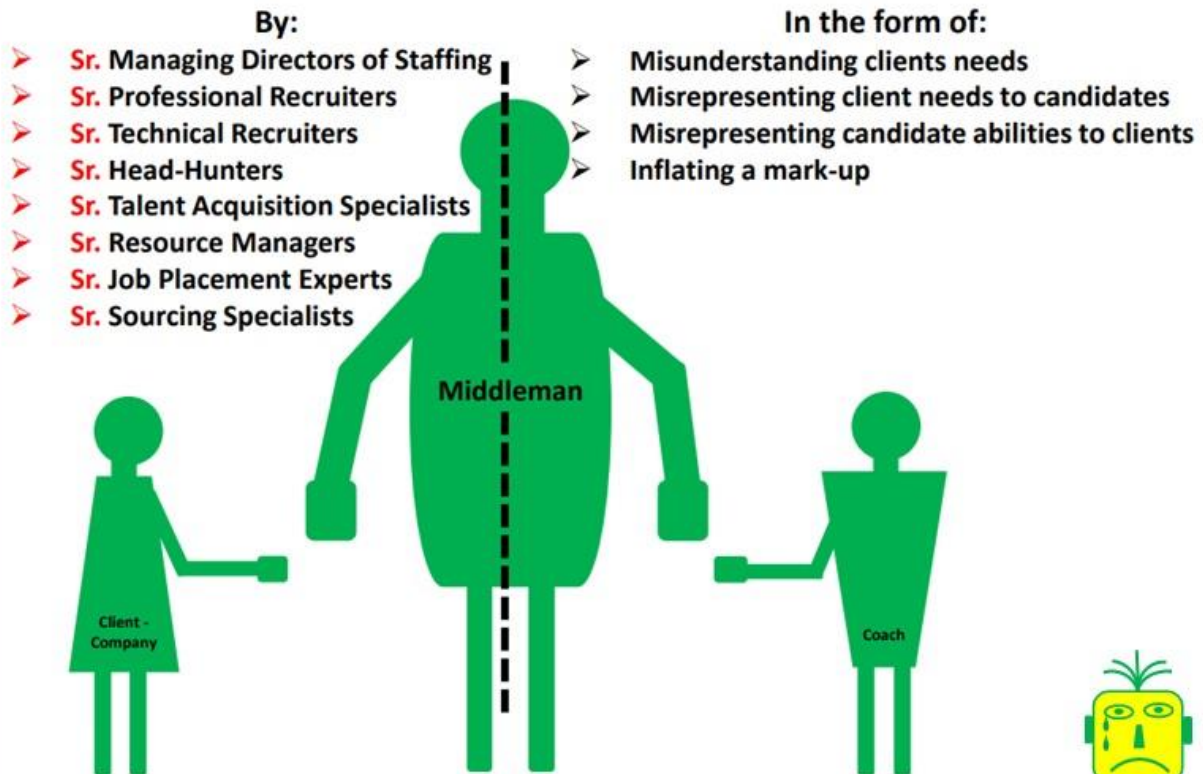 By:
➢ Sr. Managing Directors of Staffing
➢ Sr. Professional Recruiters
➢ Sr. Technical Recruiters
➢ Sr. Head-Hunters
➢ Sr. Talent Acquisition Specialists
➢ Sr. Resource Managers
➢ Sr. Job Placement Experts
➢ Sr. Sourcing Specialists
In the form of:
➢ Misunderstanding clients needs
➢ Misrepresenting client needs to candidates
➢ Misrepresenting candidate abilities to clients
➢ Inflating a mark-up
Middleman
Client -
Company
Coach